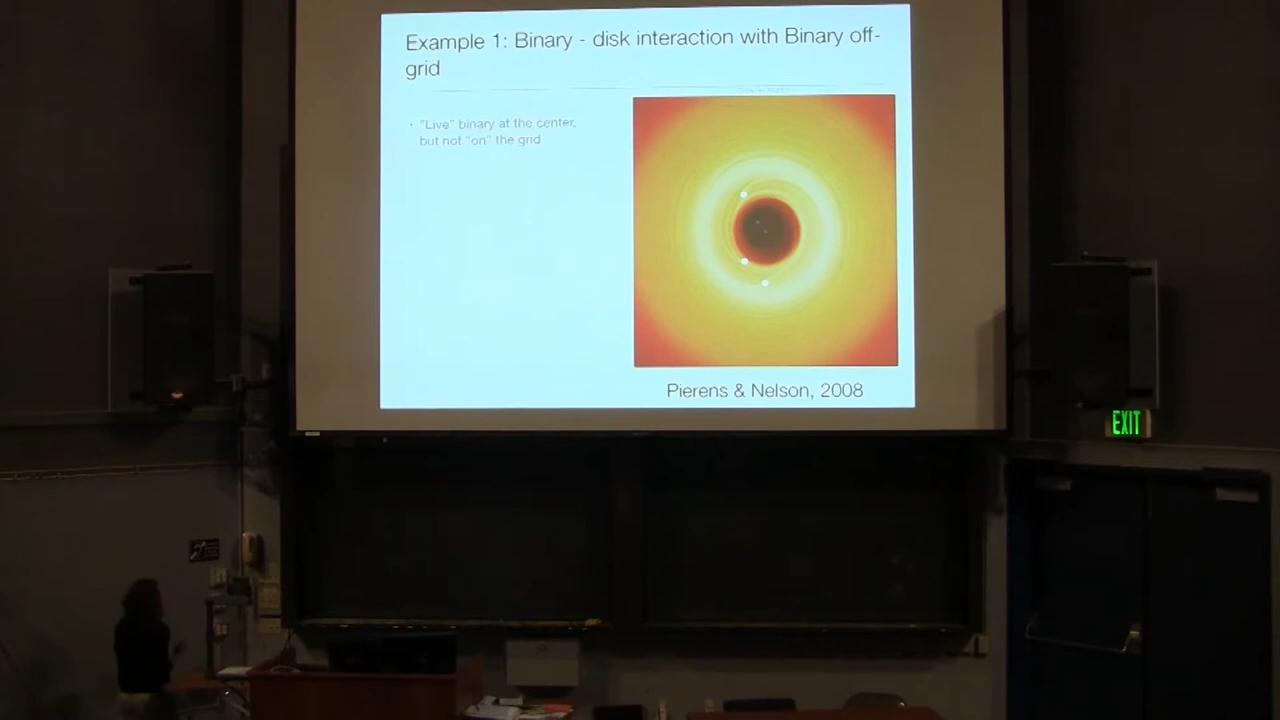 Example 1: Binary - disk interaction with Binary off-
grid
• "Live" binary at the center,
but not "on" the grid
Pierens & Nelson, 2008
EXIT